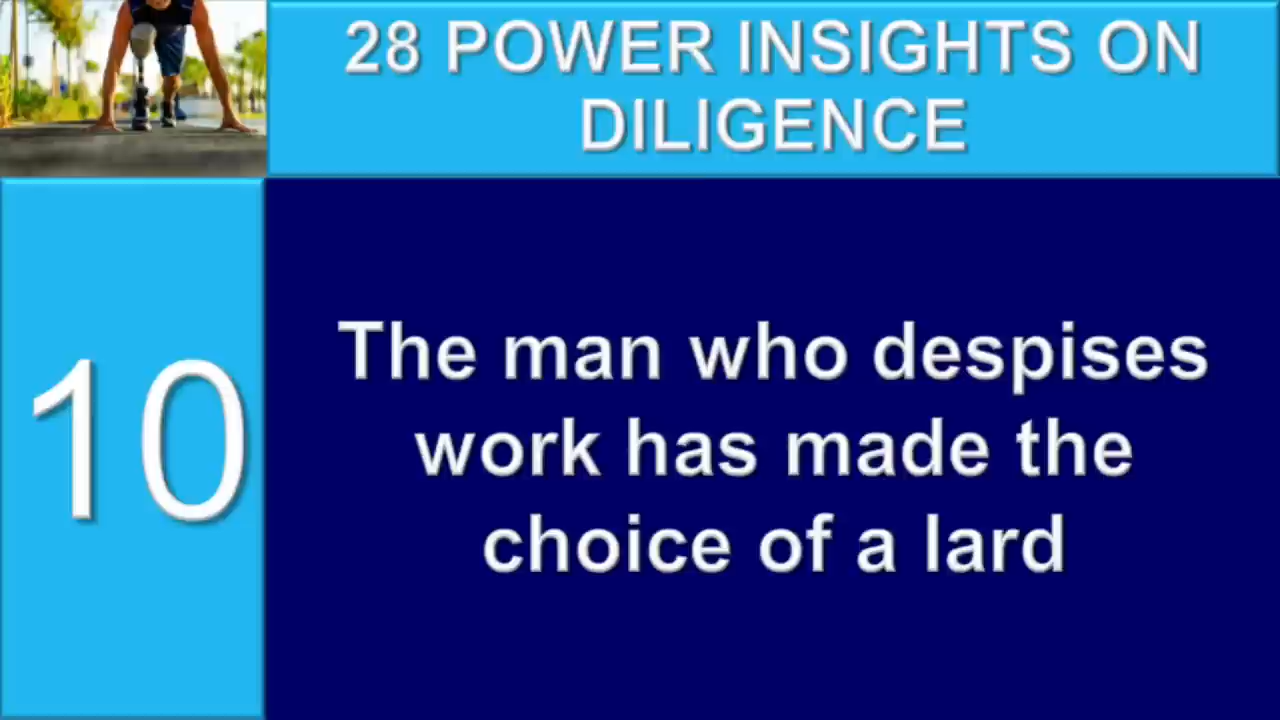 28 POWER INSIGHTS ON
DILIGENCE
10
The man who despises
work has made the
choice of a lard